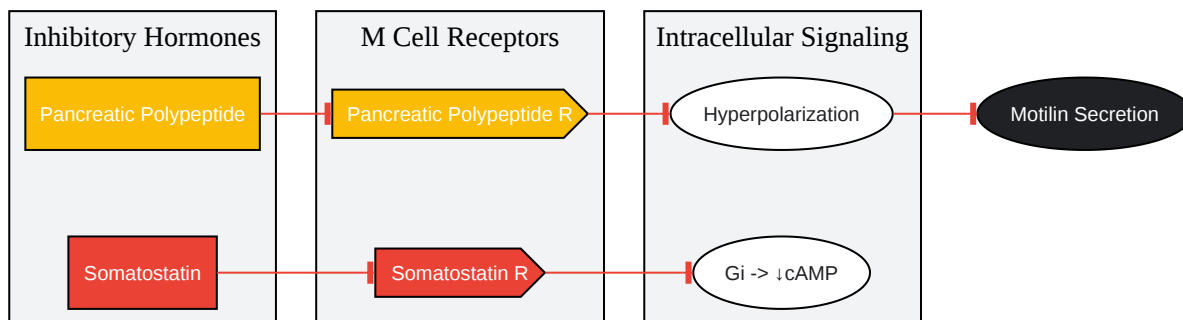 Inhibitory Hormones
M Cell Receptors
Intracellular Signaling
Pancreatic Polypeptide
Pancreatic Polypeptide R
Hyperpolarization
Motilin Secretion
Somatostatin
Somatostatin R
Gi -> ↓cAMP